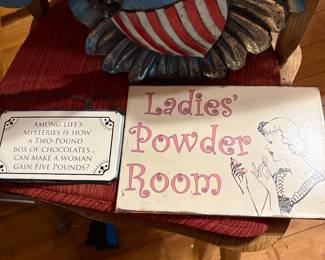 AMONG LIFE'S
MYSTERIES IS HOW
A TWO-POUND
BOX OF CHOCOLATES...
CAN MAKE A WOMAN
GAIN FIVE POUNDS?
Ladies'
Powder
Room